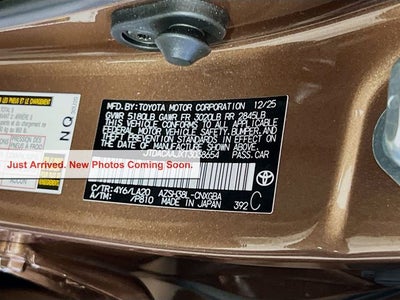 MFD. BY: TOYOTA MOTOR CORPORATION 12/25
GVWR 5180LB GAWR FR 3020LB RR 2845LB
THIS VEHICLE CONFORMS TO ALL APPLICABLE
FEDERAL MOTOR VEHICLE SAFETY, BUMPER, AND
THEFT PREVENTION STANDARDS IN EFFECT ON
THE DATE OF MANUFACTURE SHOWN ABOVE.
Just Arrived. New Photos Coming Soon.
C/TR: 4Y6/LA20 AZSH38L-CNXGBA
A/TM: /P810 MADE IN JAPAN 392 C
NQ